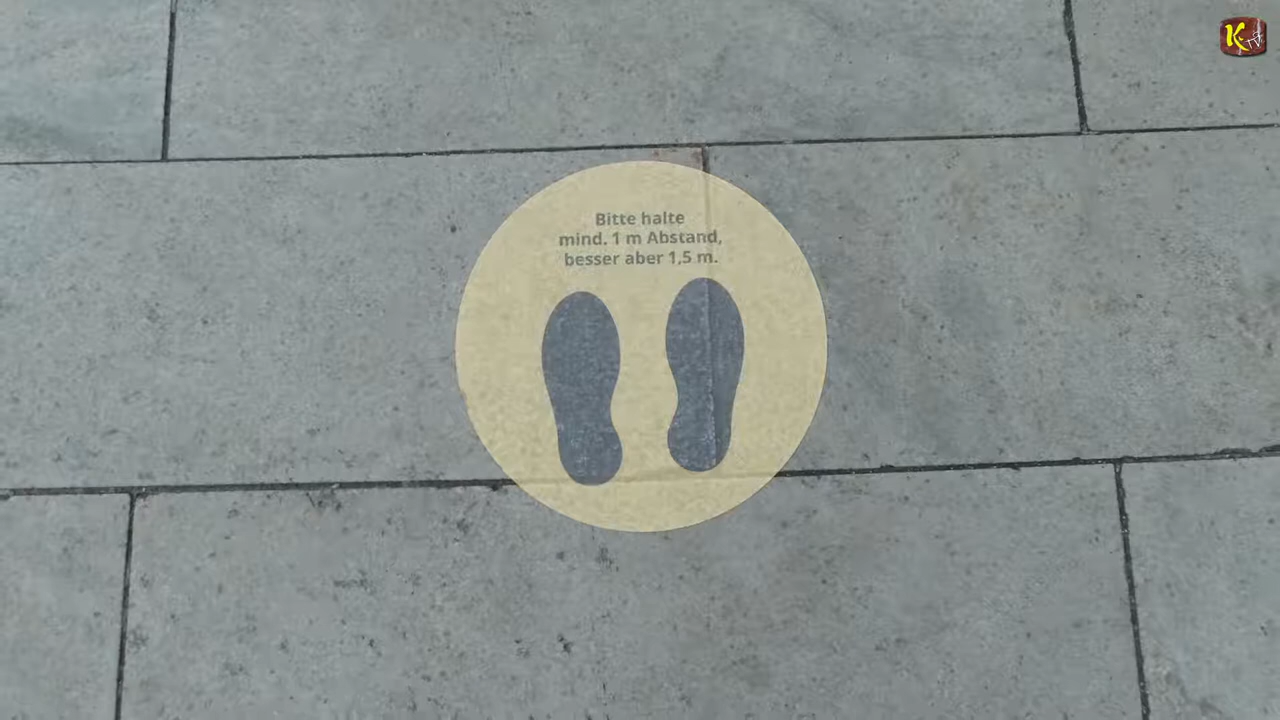 Bitte halte
mind. 1 m Abstand,
besser aber 1,5 m.